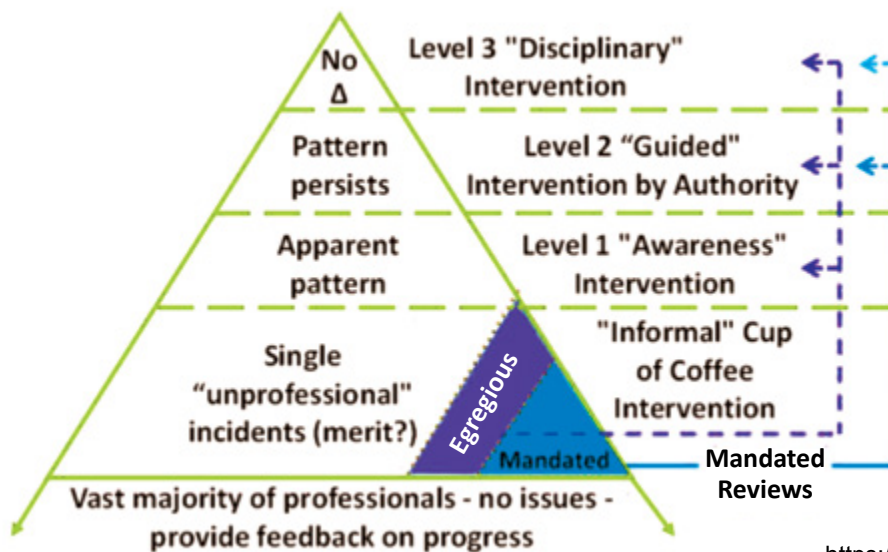 No
Δ
Level 3 "Disciplinary"
Intervention
Pattern
persists
Level 2 “Guided"
Intervention by Authority
Apparent
pattern
Level 1 "Awareness"
Intervention
Single
“unprofessional"
incidents (merit?)
Egregious
Mandated
"Informal" Cup
of Coffee
Intervention
Mandated
Reviews
Vast majority of professionals - no issues -
provide feedback on progress